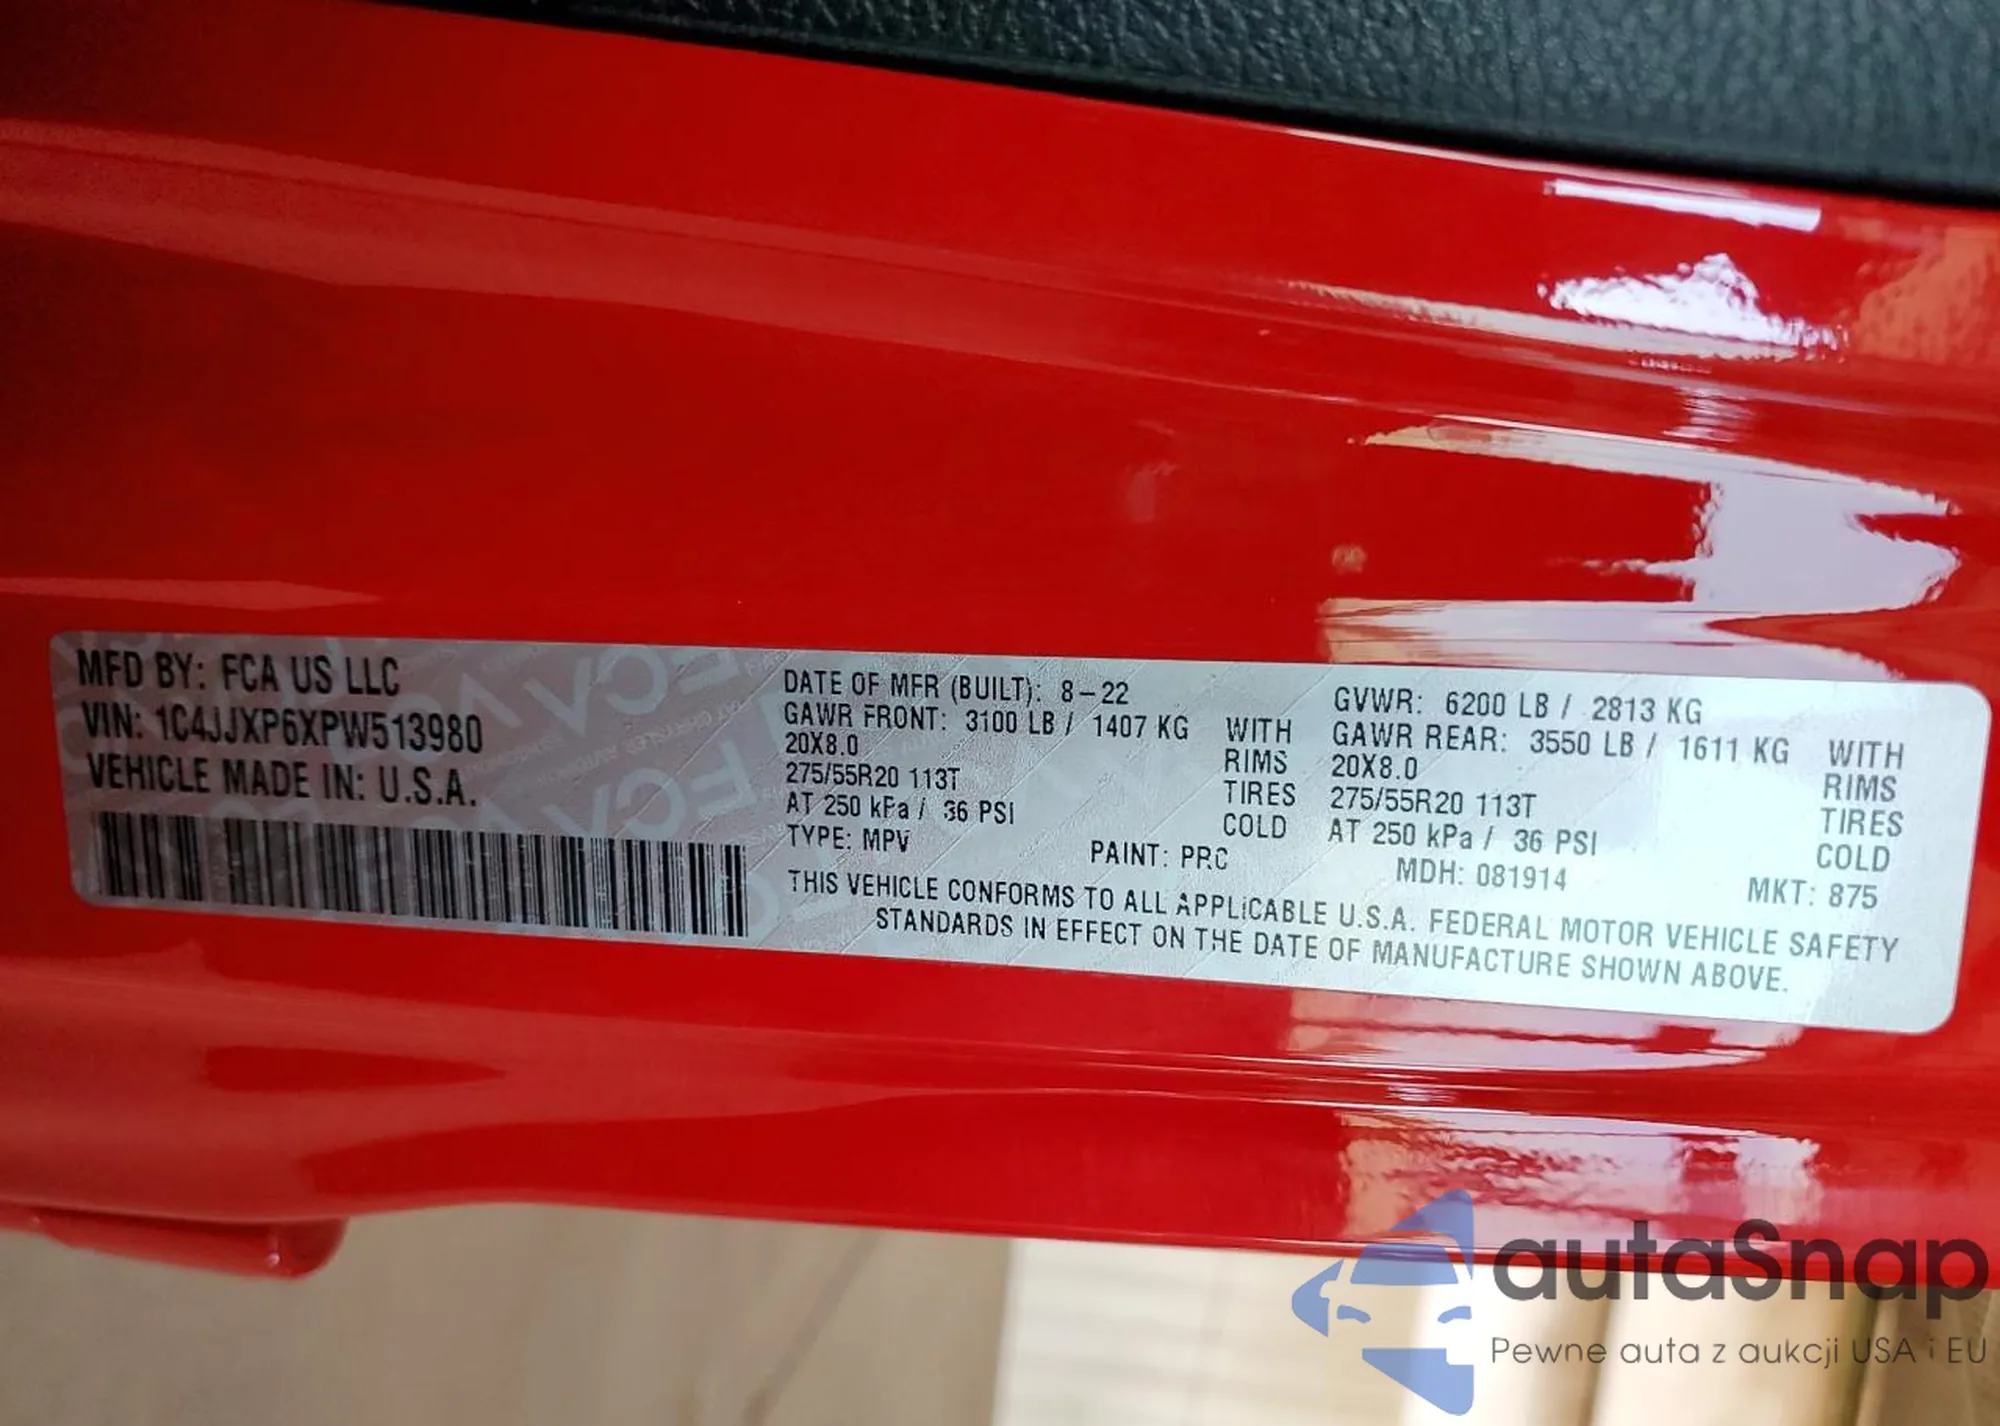 MFD BY: FCA US LLC
VIN: 1C4JJXP6XPW513980
VEHICLE MADE IN: U.S.A.
DATE OF MFR (BUILT): 8-22
GAWR FRONT: 3100 LB / 1407 KG WITH
20X8.0 RIMS
275/55R20 113T TIRES
AT 250 kPa / 36 PSI COLD
TYPE: MPV PAINT: PRC
GVWR: 6200 LB / 2813 KG
GAWR REAR: 3550 LB / 1611 KG WITH
20X8.0 RIMS
275/55R20 113T TIRES
AT 250 kPa / 36 PSI COLD
MDH: 081914 MKT: 875
THIS VEHICLE CONFORMS TO ALL APPLICABLE U.S.A. FEDERAL MOTOR VEHICLE SAFETY
STANDARDS IN EFFECT ON THE DATE OF MANUFACTURE SHOWN ABOVE.
autaSnap
Pewne auta z aukcji USA i EU